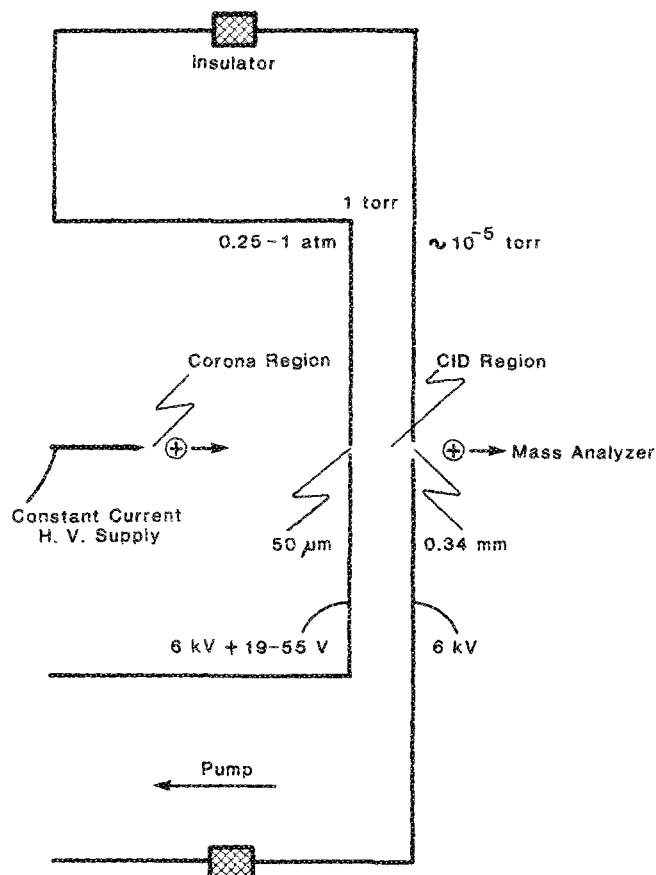 Insulator
1 torr
0.25-1 atm
~10⁻⁵ torr
Corona Region
CID Region
Mass Analyzer
Constant Current
H. V. Supply
50 μm
0.34 mm
6 kV + 19-55 V
6 kV
Pump